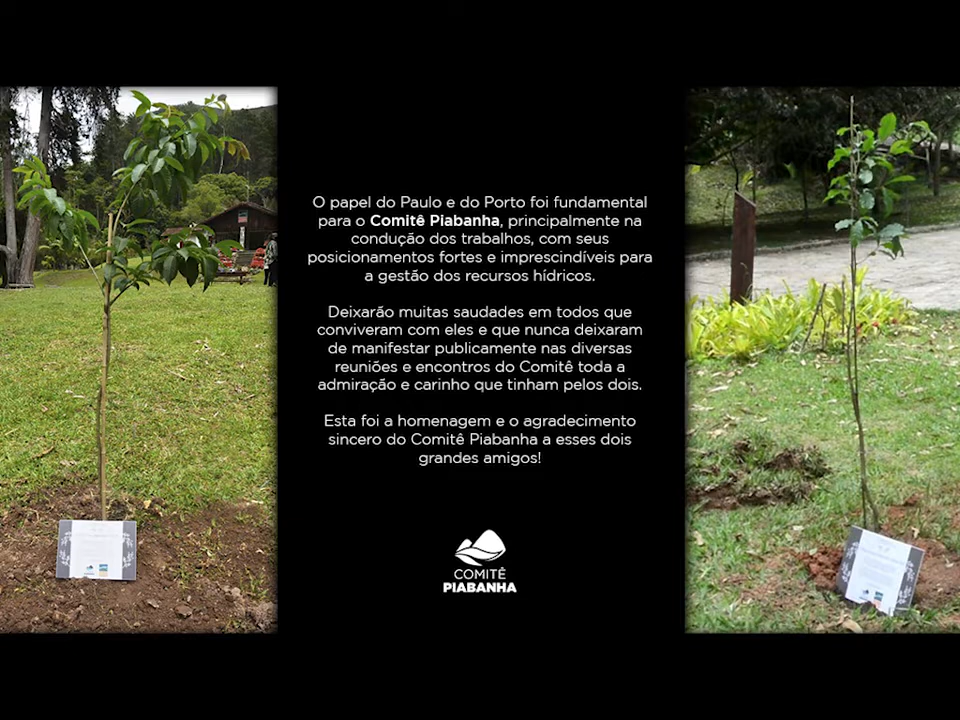 O papel do Paulo e do Porto foi fundamental
para o Comitê Piabanha, principalmente na
condução dos trabalhos, com seus
posicionamentos fortes e imprescindíveis para
a gestão dos recursos hídricos.
Deixarão muitas saudades em todos que
conviveram com eles e que nunca deixaram
de manifestar publicamente nas diversas
reuniões e encontros do Comitê toda a
admiração e carinho que tinham pelos dois.
Esta foi a homenagem e o agradecimento
sincero do Comitê Piabanha a esses dois
grandes amigos!
COMITÊ
PIABANHA